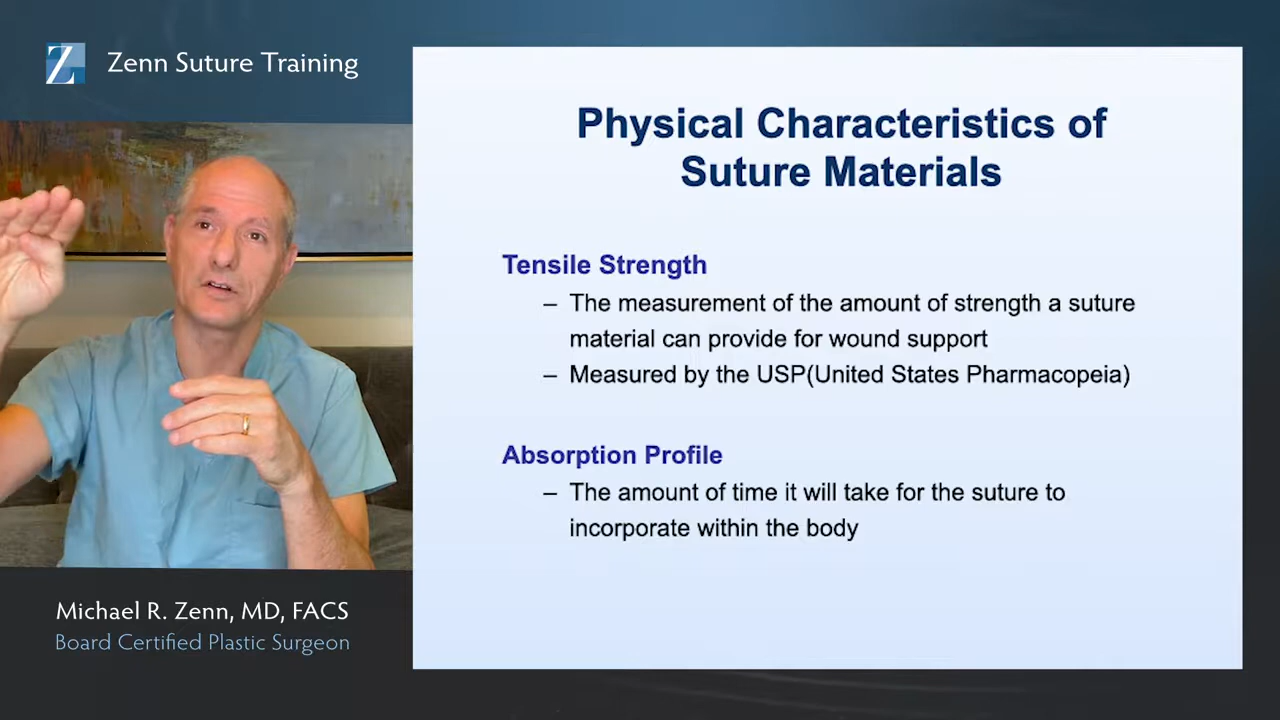 Zenn Suture Training
Physical Characteristics of
Suture Materials
Tensile Strength
– The measurement of the amount of strength a suture
material can provide for wound support
– Measured by the USP(United States Pharmacopeia)
Absorption Profile
– The amount of time it will take for the suture to
incorporate within the body
Michael R. Zenn, MD, FACS
Board Certified Plastic Surgeon